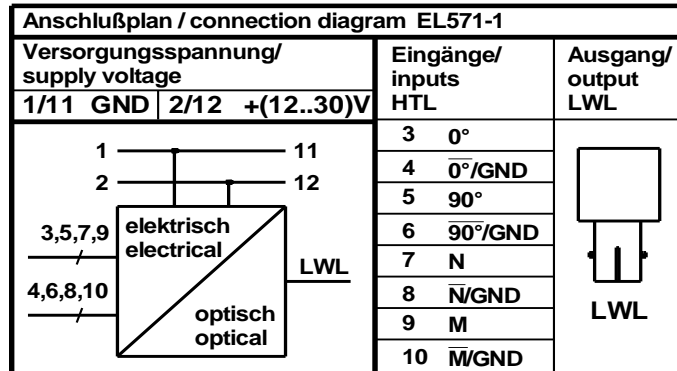 Anschlußplan / connection diagram EL571-1
Versorgungsspannung/
supply voltage
1/11 GND 2/12 +(12..30)V
1 11
2 12
3,5,7,9
4,6,8,10
elektrisch
electrical
LWL
optisch
optical
Eingänge/
inputs
HTL
3 0°
4 0̅°̅/GND
5 90°
6 9̅0̅°̅/GND
7 N
8 N̅/GND
9 M
10 M̅/GND
Ausgang/
output
LWL
LWL